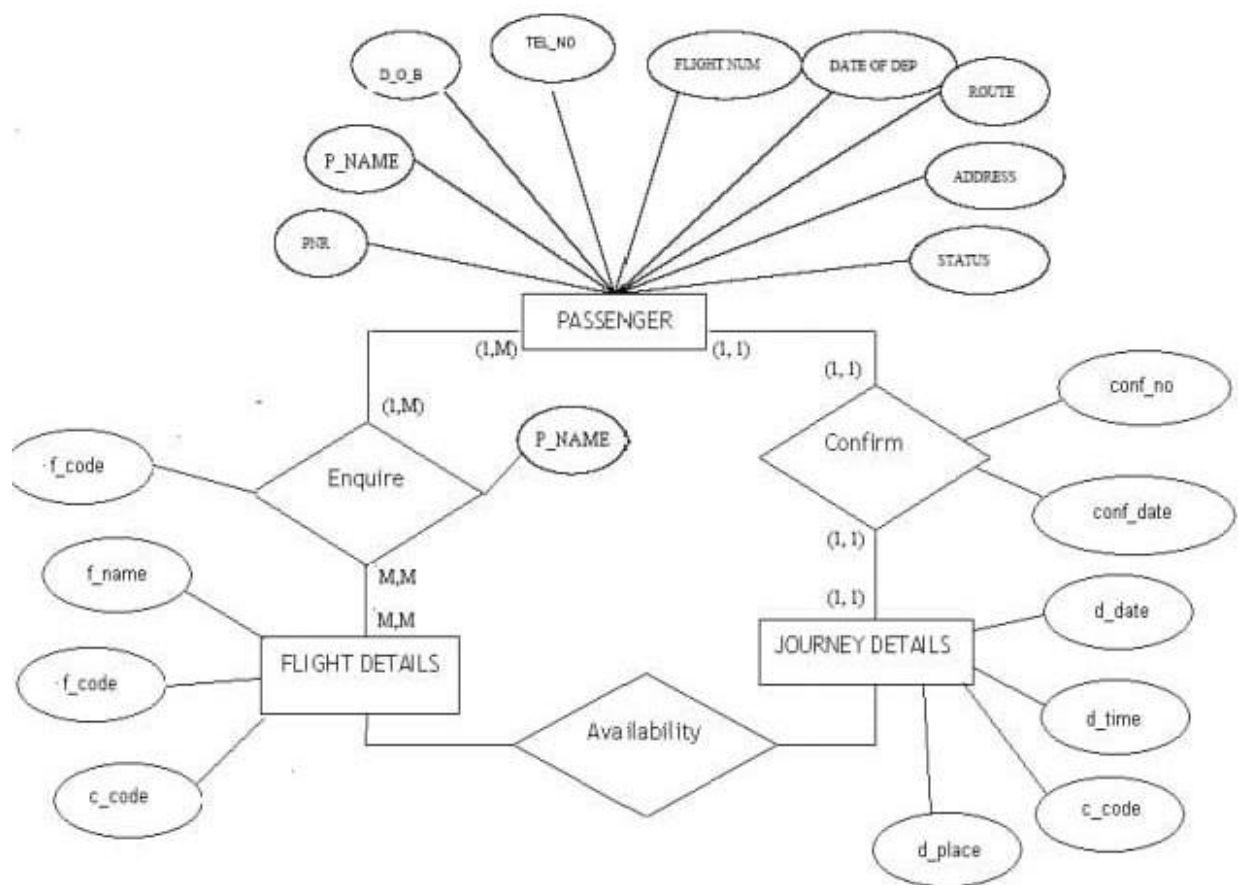 TEL_NO
D_O_B
FLIGHT NUM
DATE OF DEP
ROUTE
P_NAME
ADDRESS
PNR
STATUS
PASSENGER
(1,M)
(1, 1)
(1,M)
(1, 1)
conf_no
P_NAME
Confirm
f_code
Enquire
conf_date
(1,1)
f_name
M,M
(1, 1)
d_date
M,M
FLIGHT DETAILS
JOURNEY DETAILS
f_code
d_time
Availability
c_code
c_code
d_place